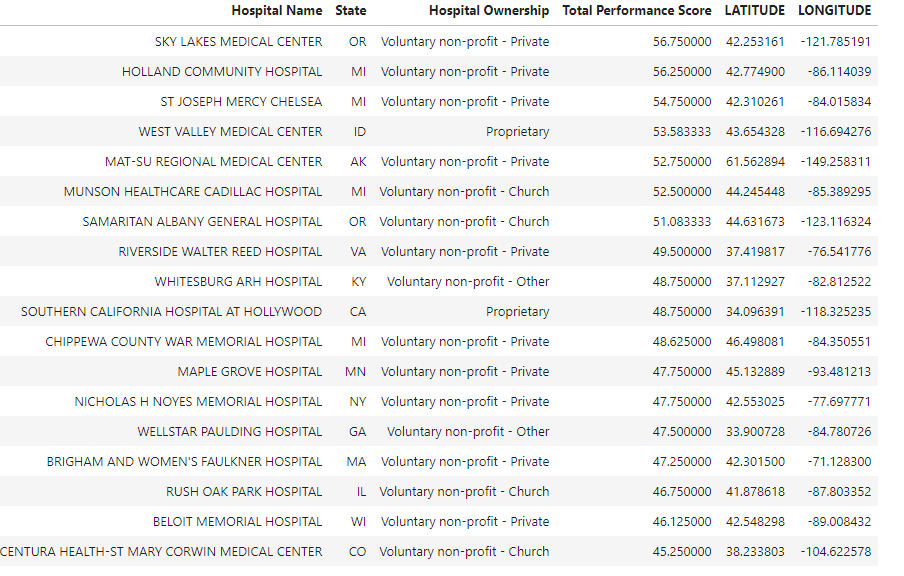 Hospital Name State Hospital Ownership Total Performance Score LATITUDE LONGITUDE
SKY LAKES MEDICAL CENTER OR Voluntary non-profit - Private 56.750000 42.253161 -121.785191
HOLLAND COMMUNITY HOSPITAL MI Voluntary non-profit - Private 56.250000 42.774900 -86.114039
ST JOSEPH MERCY CHELSEA MI Voluntary non-profit - Private 54.750000 42.310261 -84.015834
WEST VALLEY MEDICAL CENTER ID Proprietary 53.583333 43.654328 -116.694276
MAT-SU REGIONAL MEDICAL CENTER AK Voluntary non-profit - Private 52.750000 61.562894 -149.258311
MUNSON HEALTHCARE CADILLAC HOSPITAL MI Voluntary non-profit - Church 52.500000 44.245448 -85.389295
SAMARITAN ALBANY GENERAL HOSPITAL OR Voluntary non-profit - Church 51.083333 44.631673 -123.116324
RIVERSIDE WALTER REED HOSPITAL VA Voluntary non-profit - Private 49.500000 37.419817 -76.541776
WHITESBURG ARH HOSPITAL KY Voluntary non-profit - Other 48.750000 37.112927 -82.812522
SOUTHERN CALIFORNIA HOSPITAL AT HOLLYWOOD CA Proprietary 48.750000 34.096391 -118.325235
CHIPPEWA COUNTY WAR MEMORIAL HOSPITAL MI Voluntary non-profit - Private 48.625000 46.498081 -84.350551
MAPLE GROVE HOSPITAL MN Voluntary non-profit - Private 47.750000 45.132889 -93.481213
NICHOLAS H NOYES MEMORIAL HOSPITAL NY Voluntary non-profit - Private 47.750000 42.553025 -77.697771
WELLSTAR PAULDING HOSPITAL GA Voluntary non-profit - Other 47.500000 33.900728 -84.780726
BRIGHAM AND WOMEN'S FAULKNER HOSPITAL MA Voluntary non-profit - Private 47.250000 42.301500 -71.128300
RUSH OAK PARK HOSPITAL IL Voluntary non-profit - Church 46.750000 41.878618 -87.803352
BELOIT MEMORIAL HOSPITAL WI Voluntary non-profit - Private 46.125000 42.548298 -89.008432
CENTURA HEALTH-ST MARY CORWIN MEDICAL CENTER CO Voluntary non-profit - Church 45.250000 38.233803 -104.622578